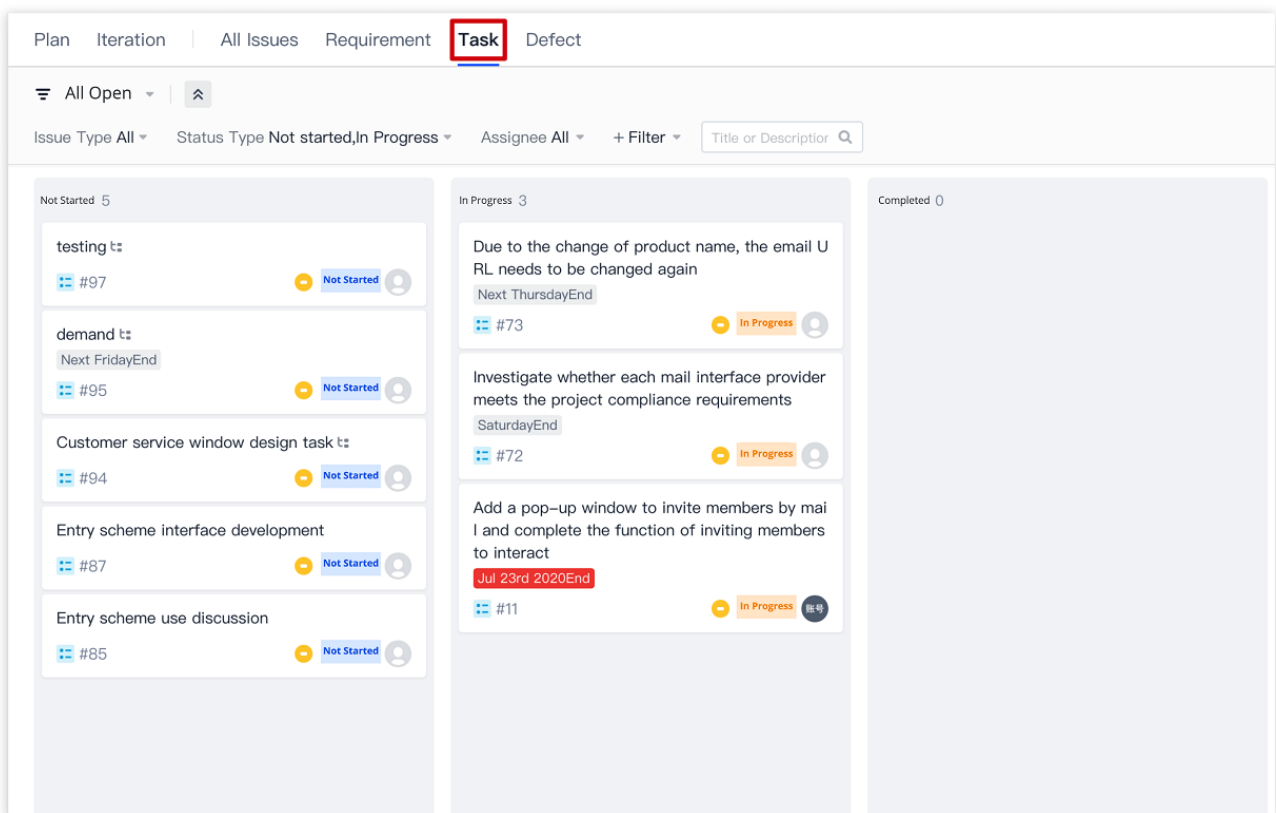 Plan Iteration All Issues Requirement Task Defect
All Open
Issue Type All Status Type Not started,In Progress Assignee All + Filter Title or Description
Not Started 5
testing
#97 Not Started
demand
Next FridayEnd
#95 Not Started
Customer service window design task
#94 Not Started
Entry scheme interface development
#87 Not Started
Entry scheme use discussion
#85 Not Started
In Progress 3
Due to the change of product name, the email U
RL needs to be changed again
Next ThursdayEnd
#73 In Progress
Investigate whether each mail interface provider
meets the project compliance requirements
SaturdayEnd
#72 In Progress
Add a pop-up window to invite members by mai
l and complete the function of inviting members
to interact
Jul 23rd 2020End
#11 In Progress 账号
Completed 0